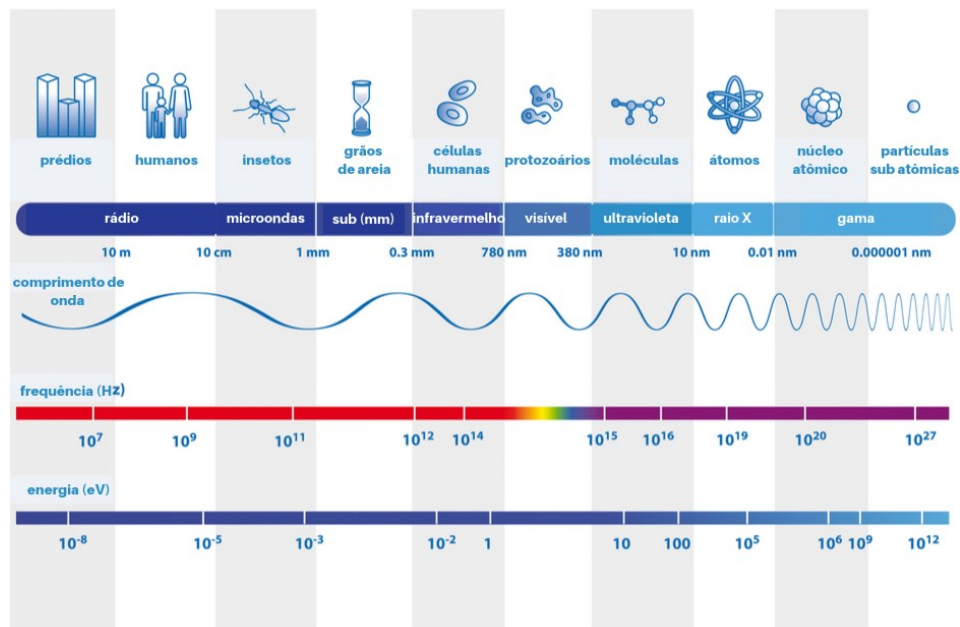 prédios
humanos
insetos
grãos
de areia
células
humanas
protozoários
moléculas
átomos
núcleo
atômico
partículas
sub atômicas
rádio
microondas
sub (mm)
infravermelho
visível
ultravioleta
raio X
gama
10 m
10 cm
1 mm
0.3 mm
780 nm
380 nm
10 nm
0.01 nm
0.000001 nm
comprimento de
onda
frequência (Hz)
10⁷ 10⁹ 10¹¹ 10¹² 10¹⁴ 10¹⁵ 10¹⁶ 10¹⁹ 10²⁰ 10²⁷
energia (eV)
10⁻⁸ 10⁻⁵ 10⁻³ 10⁻² 1 10 100 10⁵ 10⁶ 10⁹ 10¹²